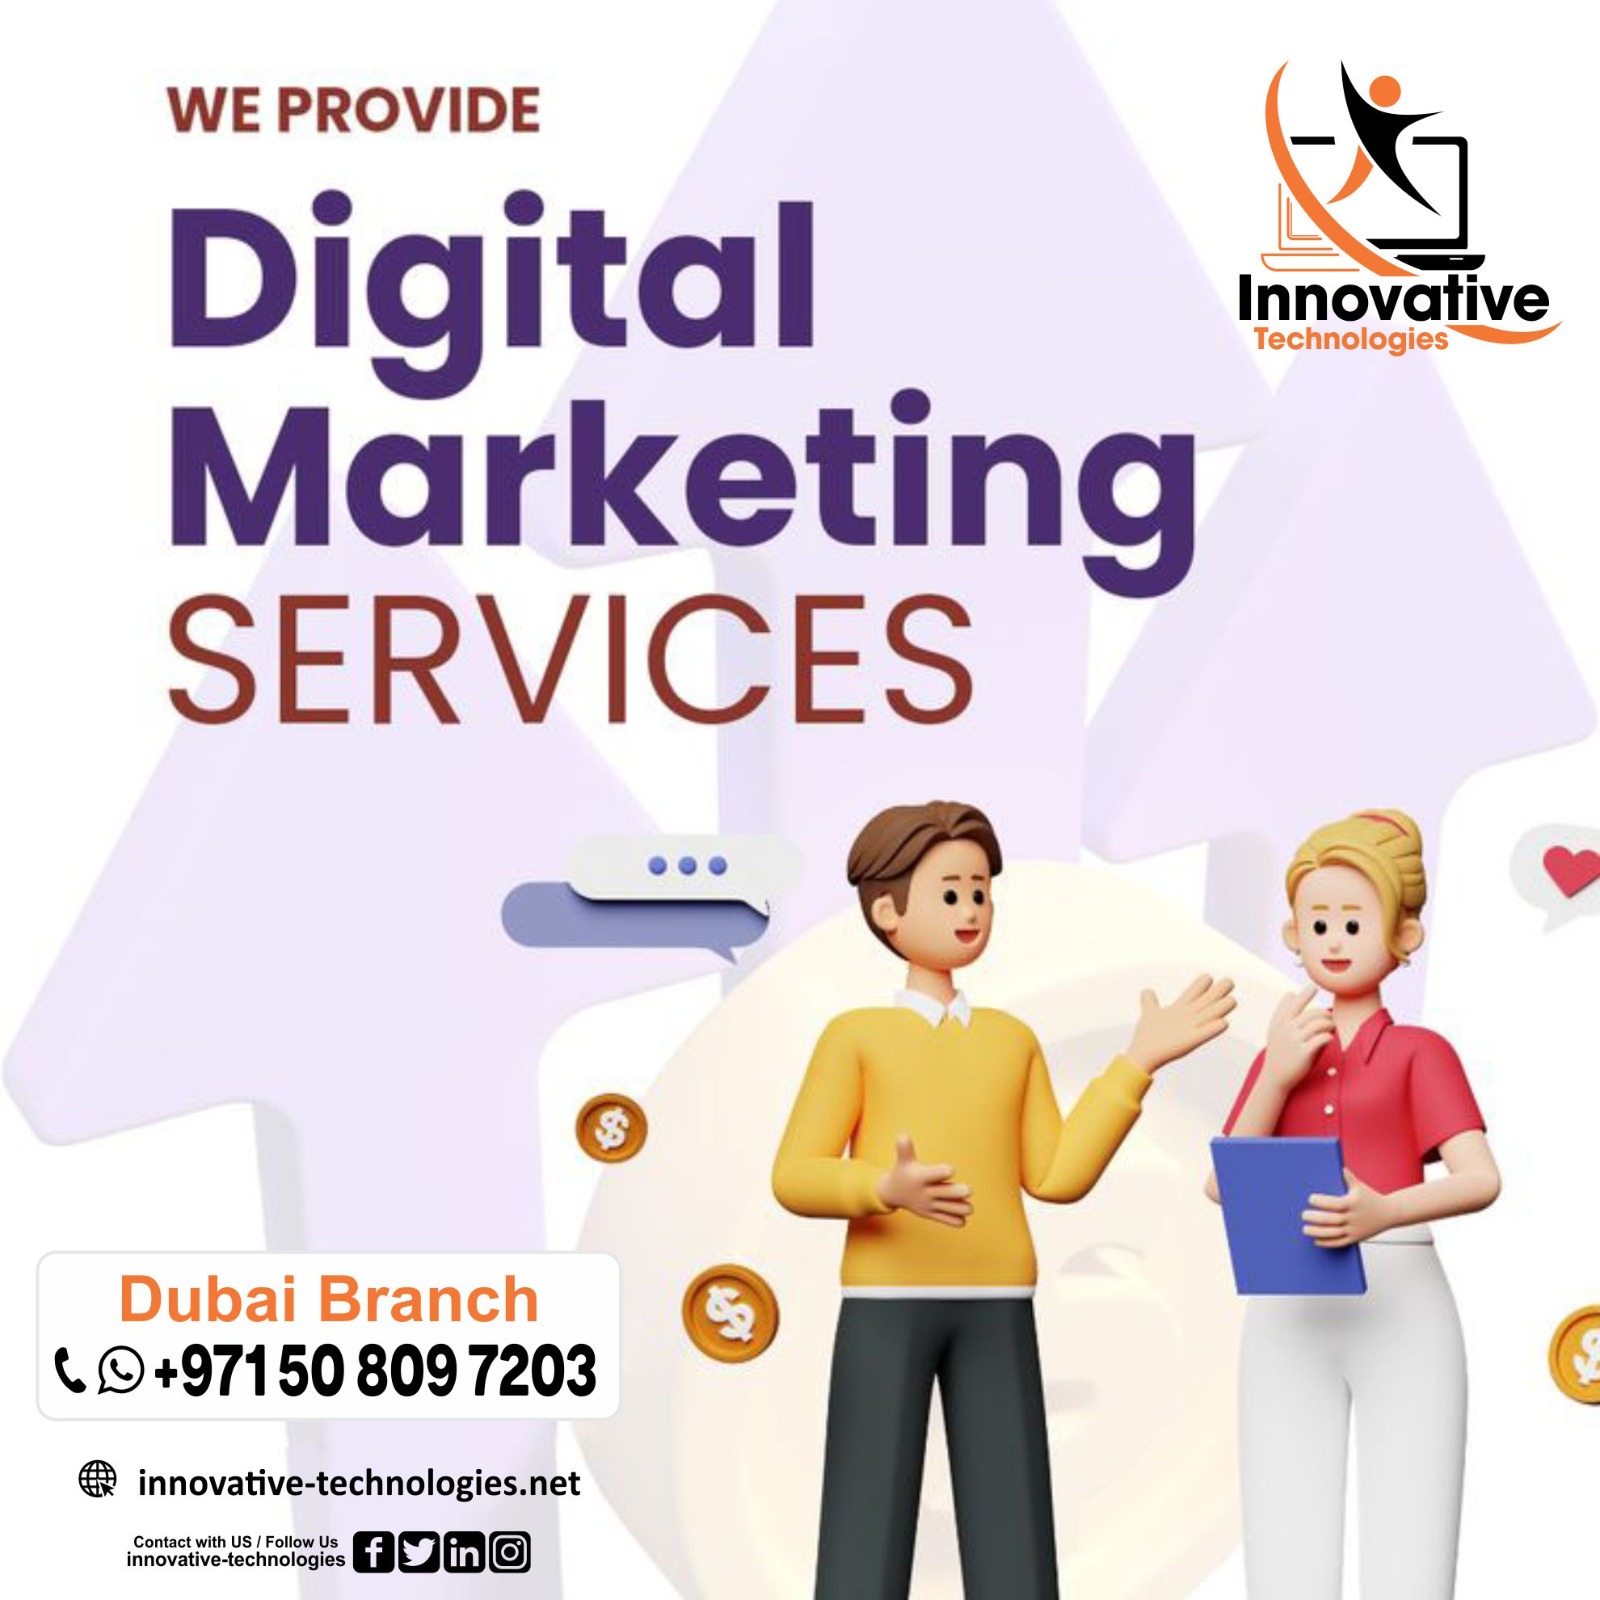 WE PROVIDE
Digital
Marketing
SERVICES
Innovative
Technologies
Dubai Branch
+971 50 809 7203
innovative-technologies.net
Contact with US / Follow Us
innovative-technologies